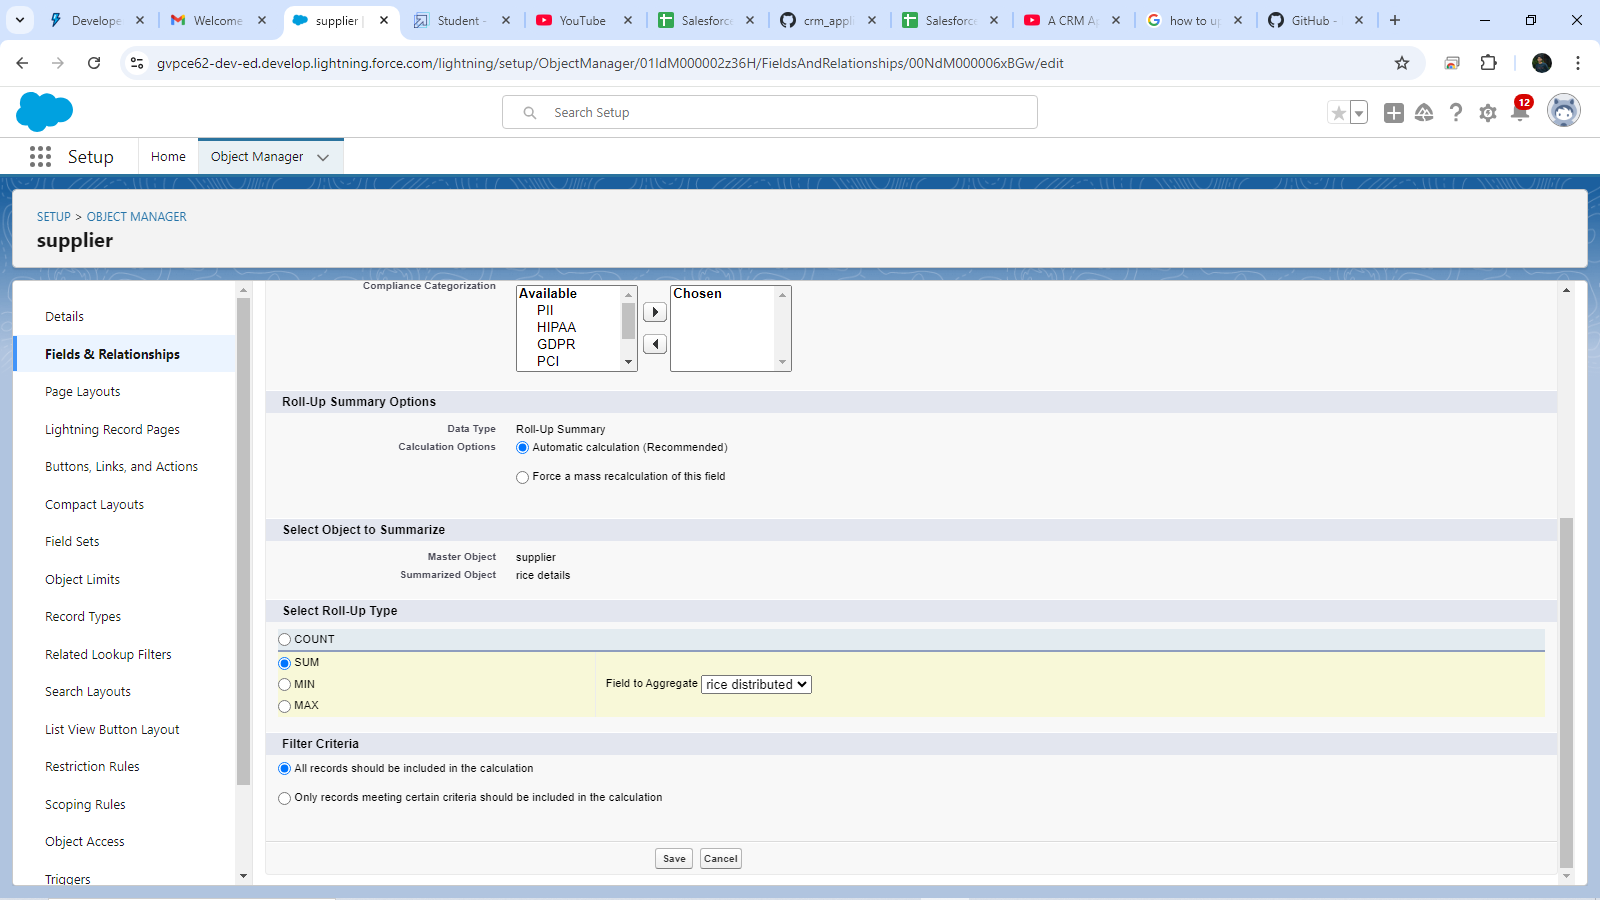 Develope
Welcome
supplier |
Student -
YouTube
Salesforc
crm_appli
Salesforc
A CRM Ap
how to up
GitHub -
gvpce62-dev-ed.develop.lightning.force.com/lightning/setup/ObjectManager/01IdM000002z36H/FieldsAndRelationships/00NdM000006xBGw/edit
Search Setup
12
Setup
Home
Object Manager
SETUP > OBJECT MANAGER
supplier
Details
Fields & Relationships
Page Layouts
Lightning Record Pages
Buttons, Links, and Actions
Compact Layouts
Field Sets
Object Limits
Record Types
Related Lookup Filters
Search Layouts
List View Button Layout
Restriction Rules
Scoping Rules
Object Access
Triggers
Compliance Categorization
Available
PII
HIPAA
GDPR
PCI
Chosen
Roll-Up Summary Options
Data Type Roll-Up Summary
Calculation Options Automatic calculation (Recommended)
Force a mass recalculation of this field
Select Object to Summarize
Master Object supplier
Summarized Object rice details
Select Roll-Up Type
COUNT
SUM
MIN
MAX
Field to Aggregate rice distributed
Filter Criteria
All records should be included in the calculation
Only records meeting certain criteria should be included in the calculation
Save Cancel